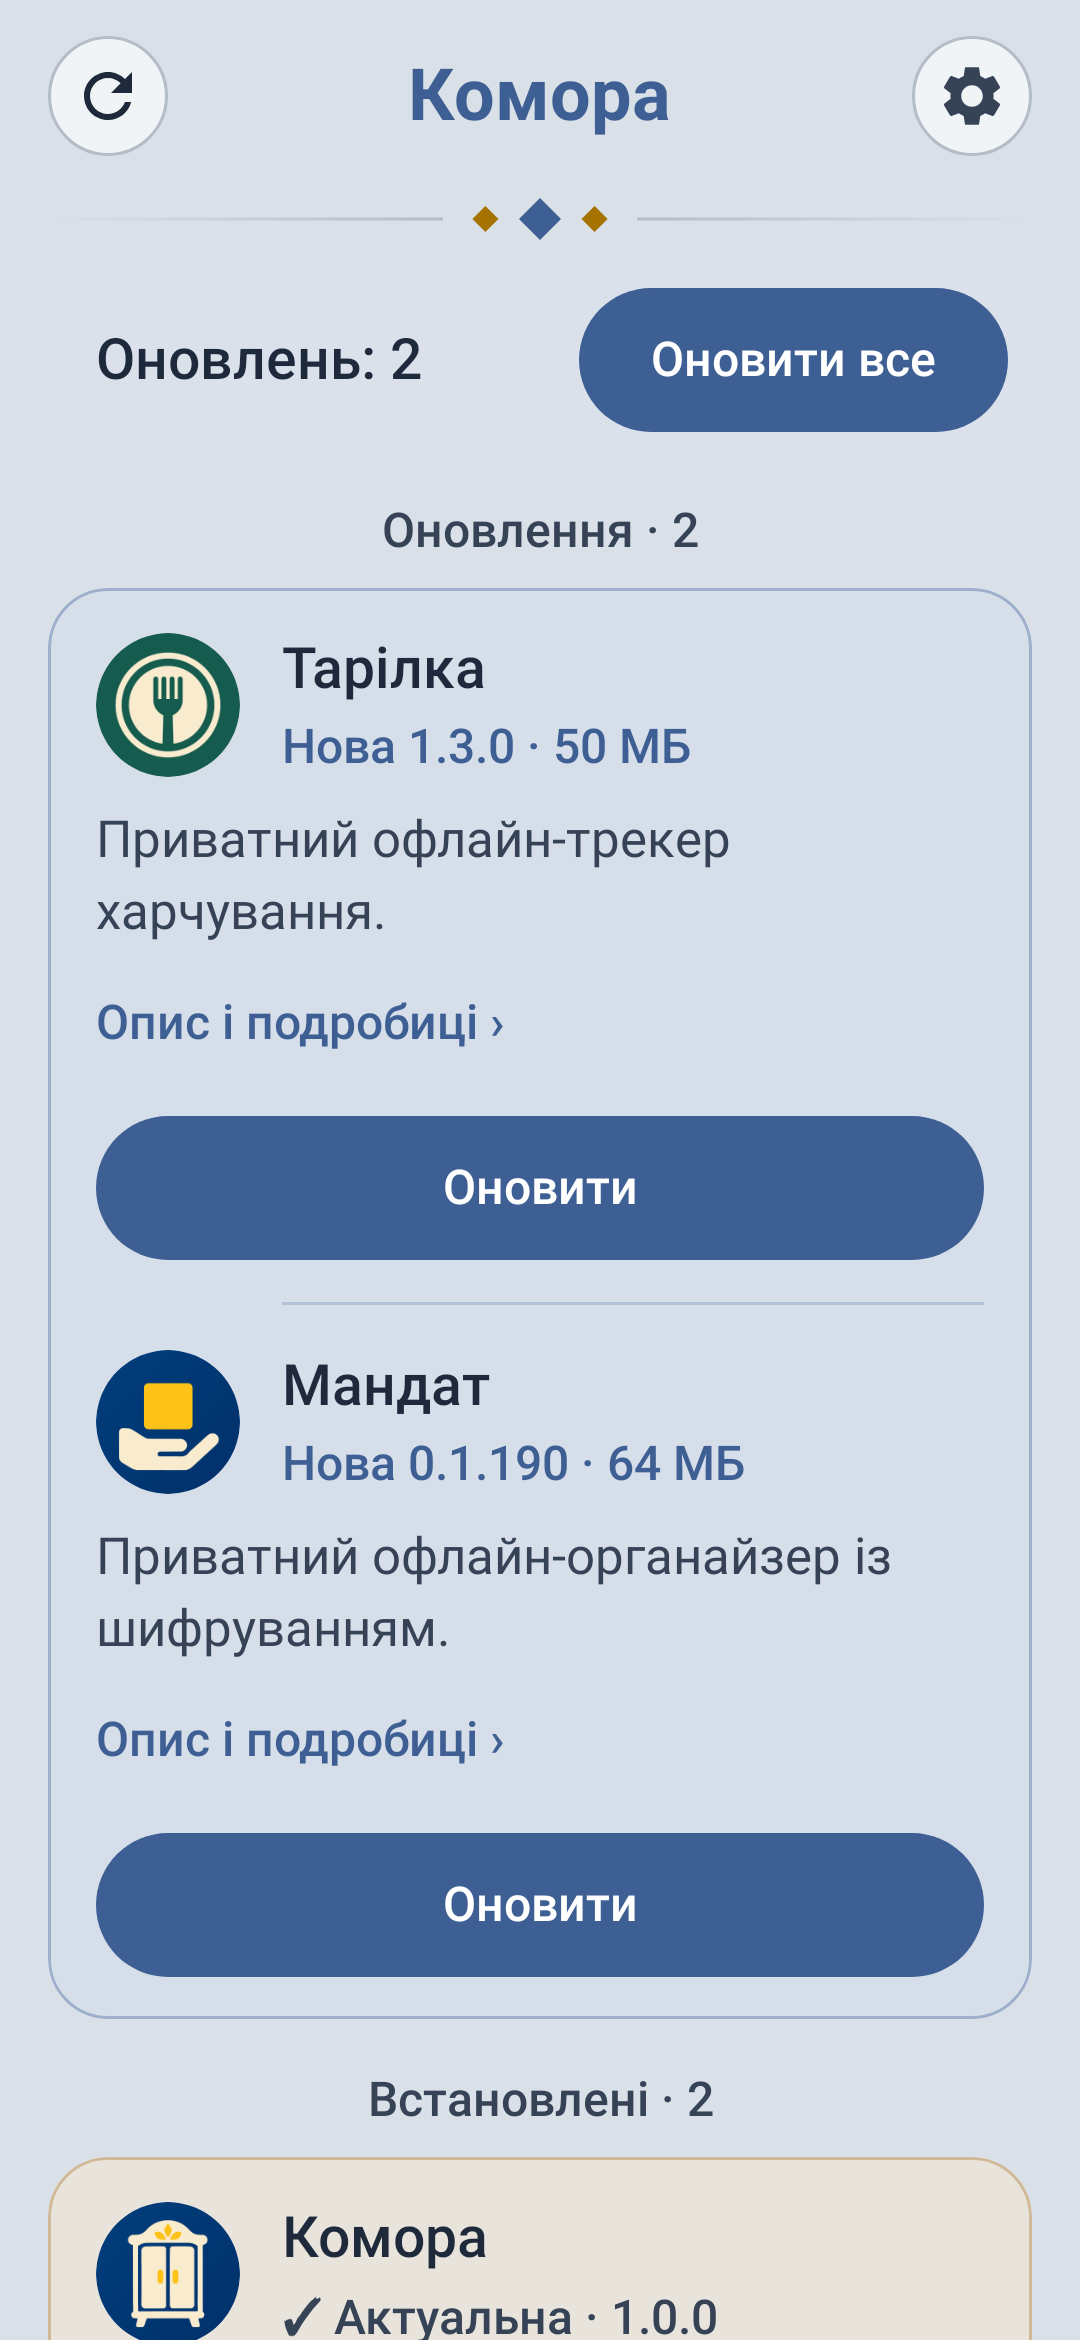 Комора
Оновлень: 2
Оновити все
Оновлення · 2
Тарілка
Нова 1.3.0 · 50 МБ
Приватний офлайн-трекер
харчування.
Опис і подробиці ›
Оновити
Мандат
Нова 0.1.190 · 64 МБ
Приватний офлайн-органайзер із
шифруванням.
Опис і подробиці ›
Оновити
Встановлені · 2
Комора
✓ Актуальна · 1.0.0